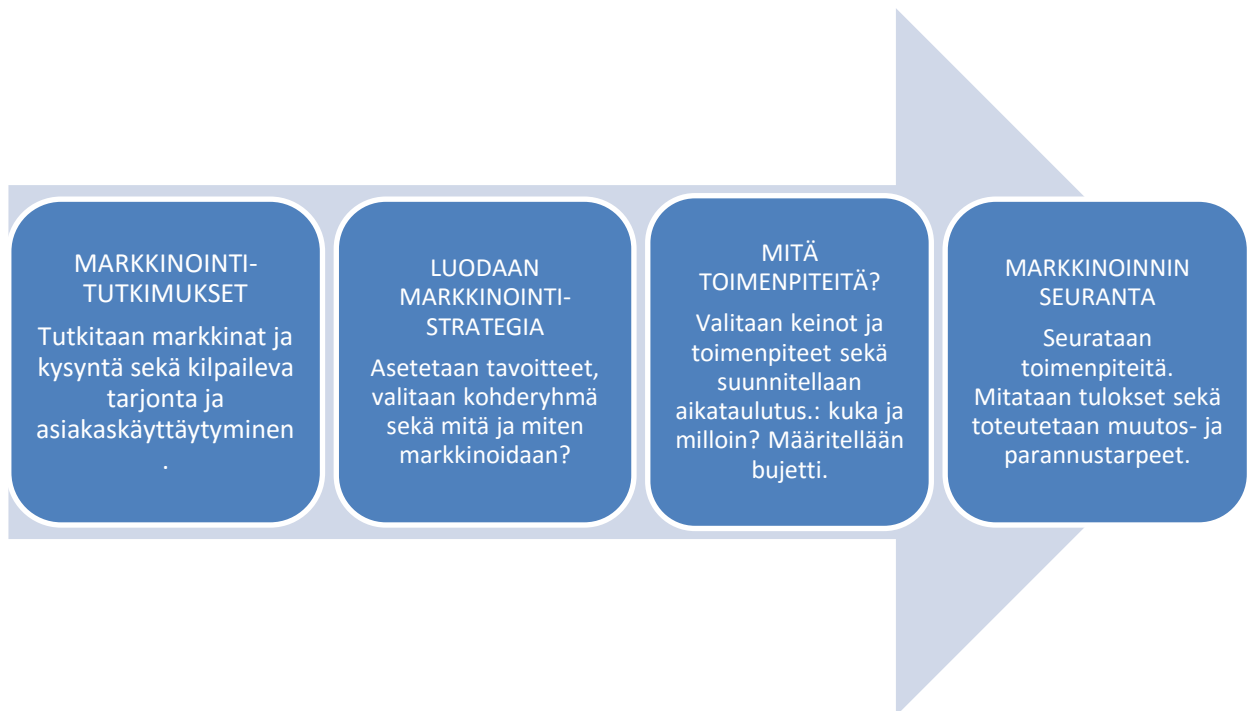 MARKKINOINTI-
TUTKIMUKSET
Tutkitaan markkinat ja
kysyntä sekä kilpaileva
tarjonta ja
asiakaskäyttäytyminen
.
LUODAAN
MARKKINOINTI-
STRATEGIA
Asetetaan tavoitteet,
valitaan kohderyhmä
sekä mitä ja miten
markkinoidaan?
MITÄ
TOIMENPITEITÄ?
Valitaan keinot ja
toimenpiteet sekä
suunnitellaan
aikataulutus.: kuka ja
milloin? Määritellään
bujetti.
MARKKINOINNIN
SEURANTA
Seurataan
toimenpiteitä.
Mitataan tulokset sekä
toteutetaan muutos- ja
parannustarpeet.